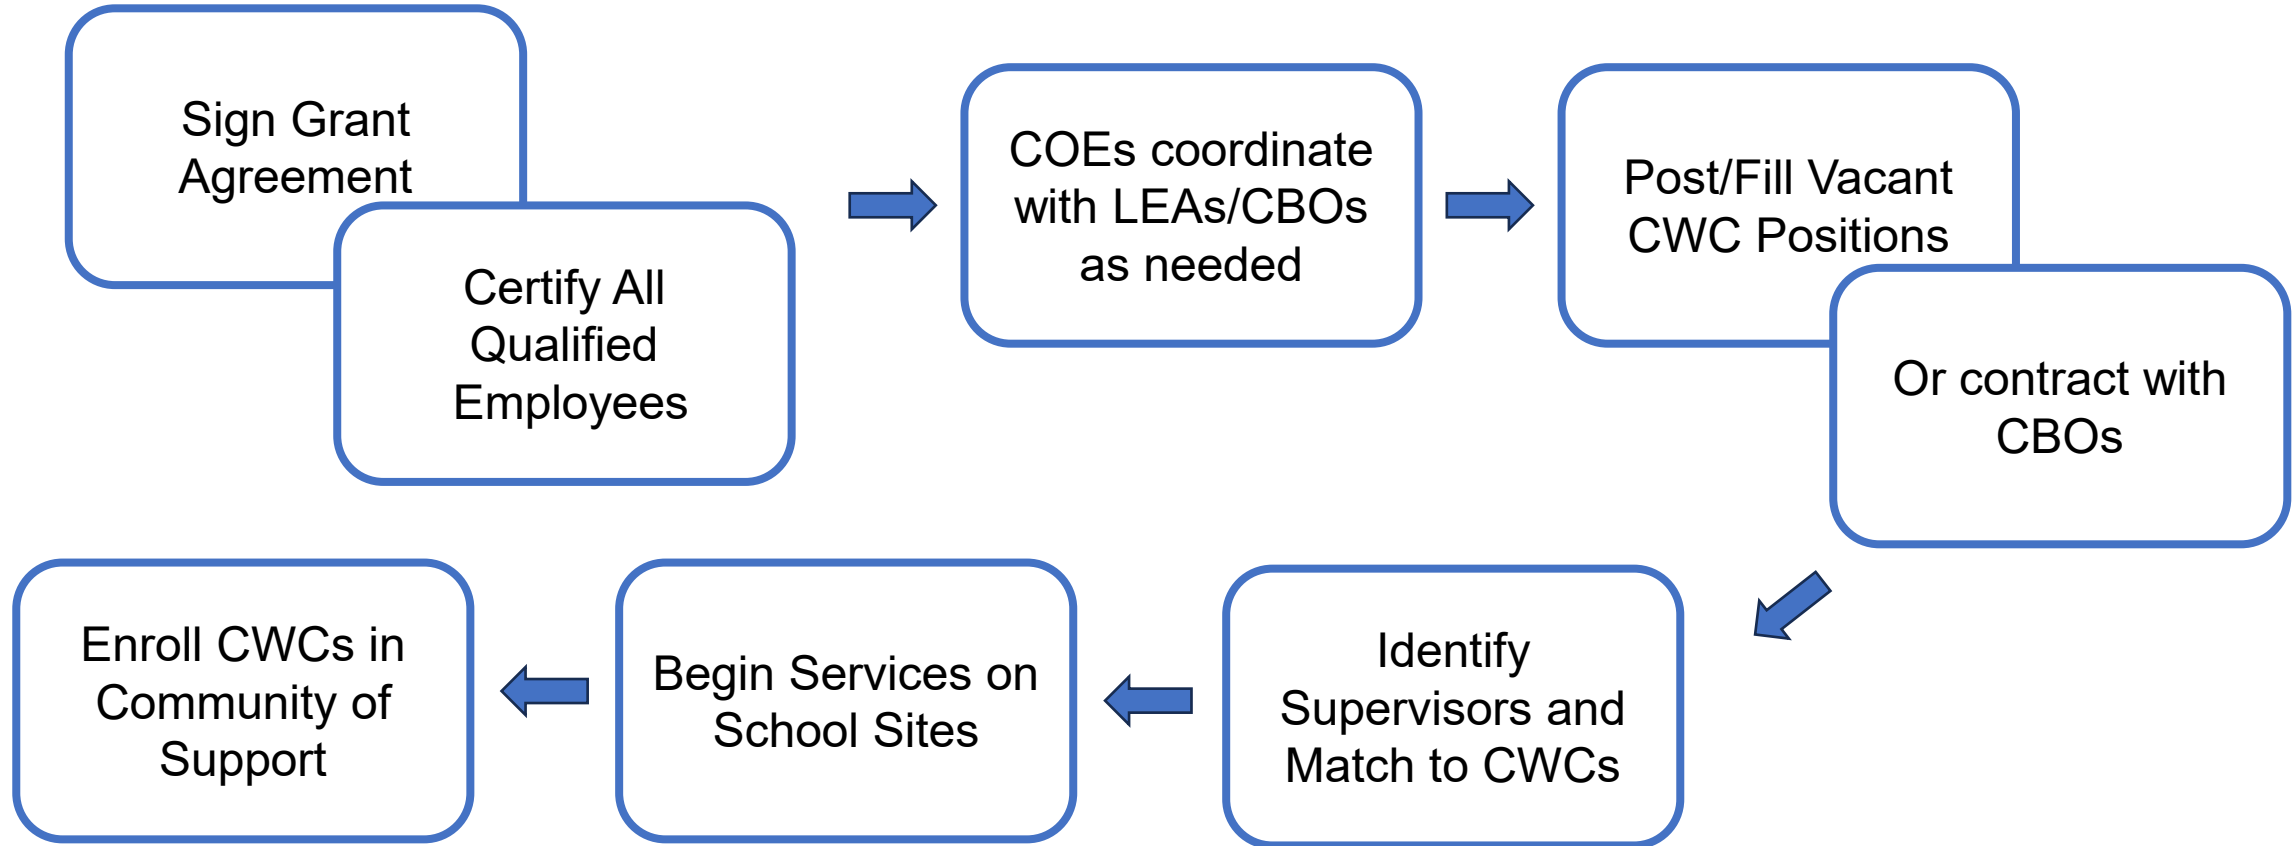 Sign Grant
Agreement
Certify All
Qualified
Employees
COEs coordinate
with LEAs/CBOs
as needed
Post/Fill Vacant
CWC Positions
Or contract with
CBOs
Identify
Supervisors and
Match to CWCs
Begin Services on
School Sites
Enroll CWCs in
Community of
Support